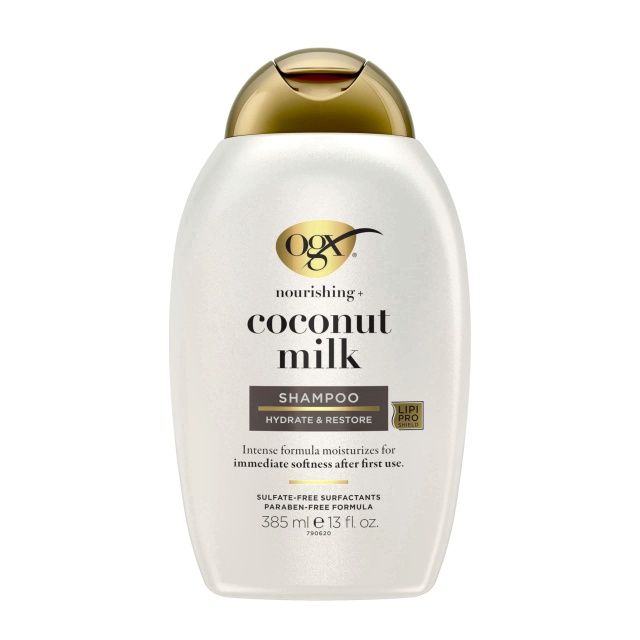 ogx®
nourishing+
coconut
milk
SHAMPOO
HYDRATE & RESTORE
LIPI
PRO
SHIELD
Intense formula moisturizes for
immediate softness after first use.
SULFATE-FREE SURFACTANTS
PARABEN-FREE FORMULA
385 ml ℮ 13 fl. oz.
790620